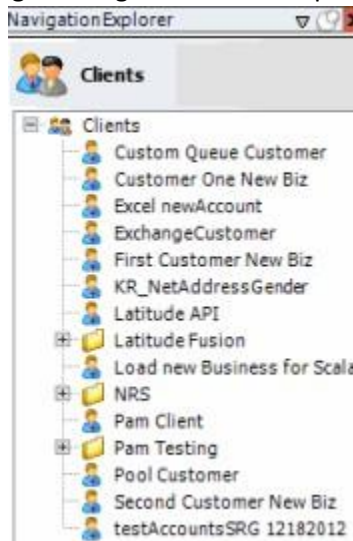 NavigationExplorer
Clients
Clients
Custom Queue Customer
Customer One New Biz
Excel newAccount
ExchangeCustomer
First Customer New Biz
KR_NetAddressGender
Latitude API
Latitude Fusion
Load new Business for Scala
NRS
Pam Client
Pam Testing
Pool Customer
Second Customer New Biz
testAccountsSRG 12182012